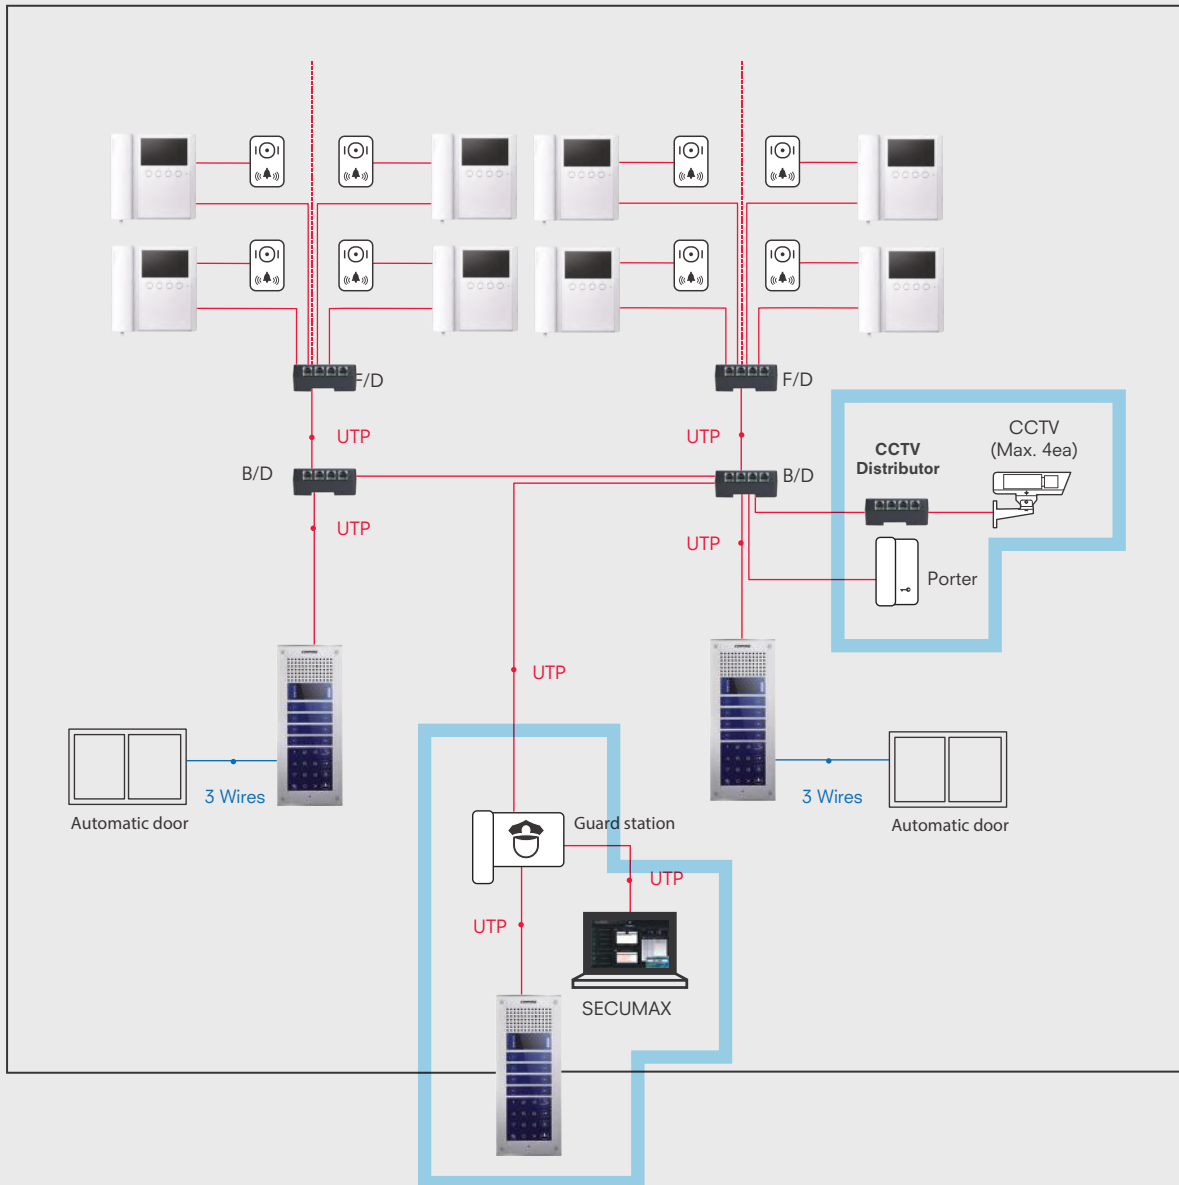 F/D
F/D
UTP
UTP
CCTV
(Max. 4ea)
CCTV
Distributor
B/D
B/D
UTP
UTP
Porter
UTP
3 Wires
3 Wires
Automatic door
Guard station
Automatic door
UTP
UTP
SECUMAX